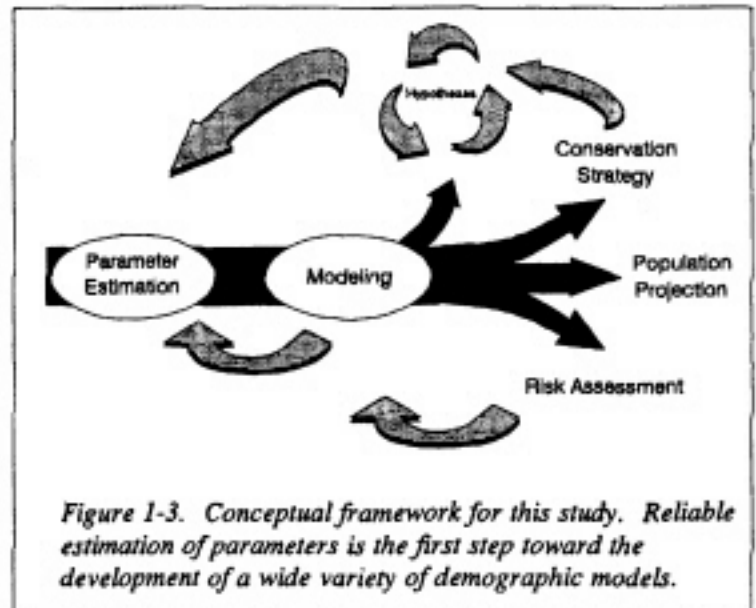 Hypotheses
Conservation
Strategy
Parameter
Estimation
Modeling
Population
Projection
Risk Assessment
Figure 1-3. Conceptual framework for this study. Reliable
estimation of parameters is the first step toward the
development of a wide variety of demographic models.